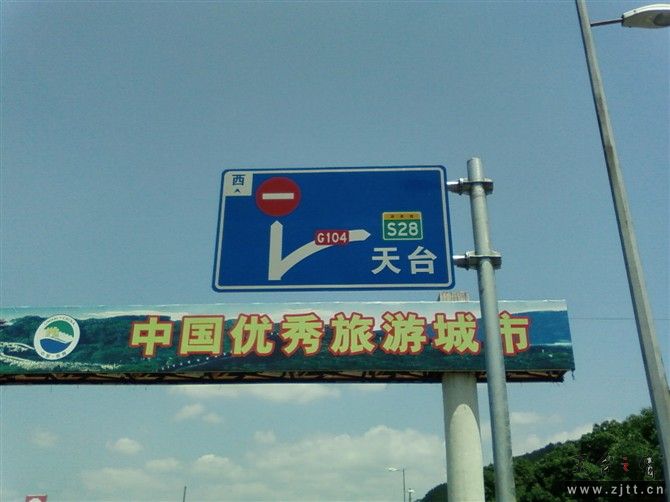 西
G104
S28
天台
中国优秀旅游城市
www.zjtt.cn